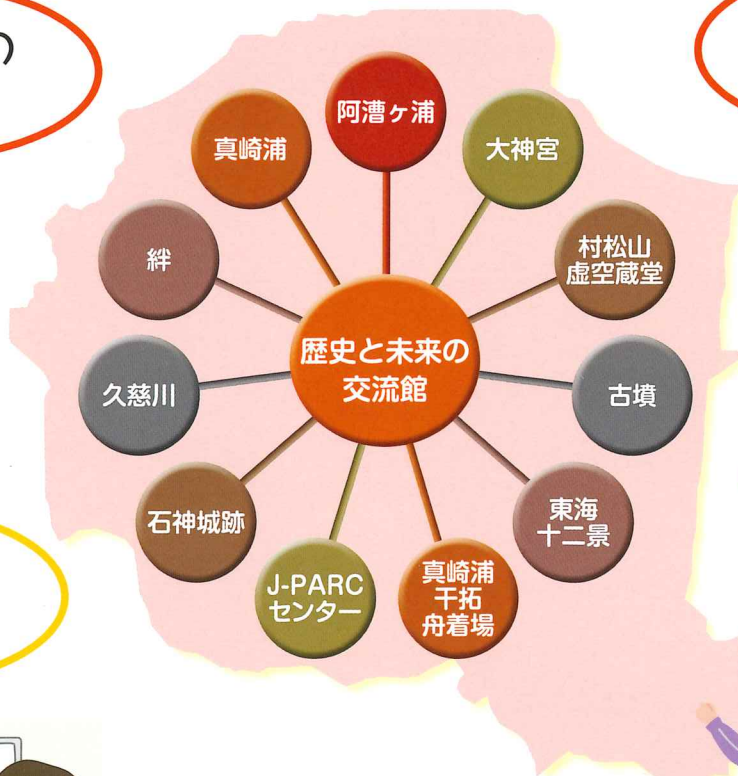 の
阿漕ヶ浦
真崎浦
大神宮
絆
村松山
虚空蔵堂
歴史と未来の
交流館
久慈川
古墳
石神城跡
東海
十二景
J-PARC
センター
真崎浦
干拓
舟着場